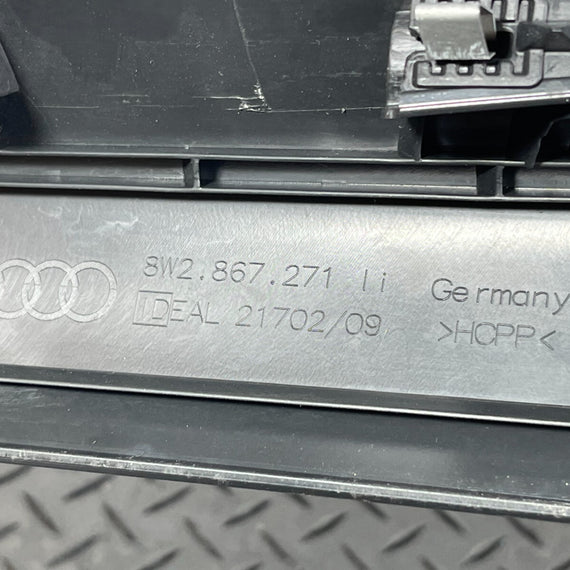 8W2.867.271 li
Germany
IDEAL 21702/09
>HCPP<